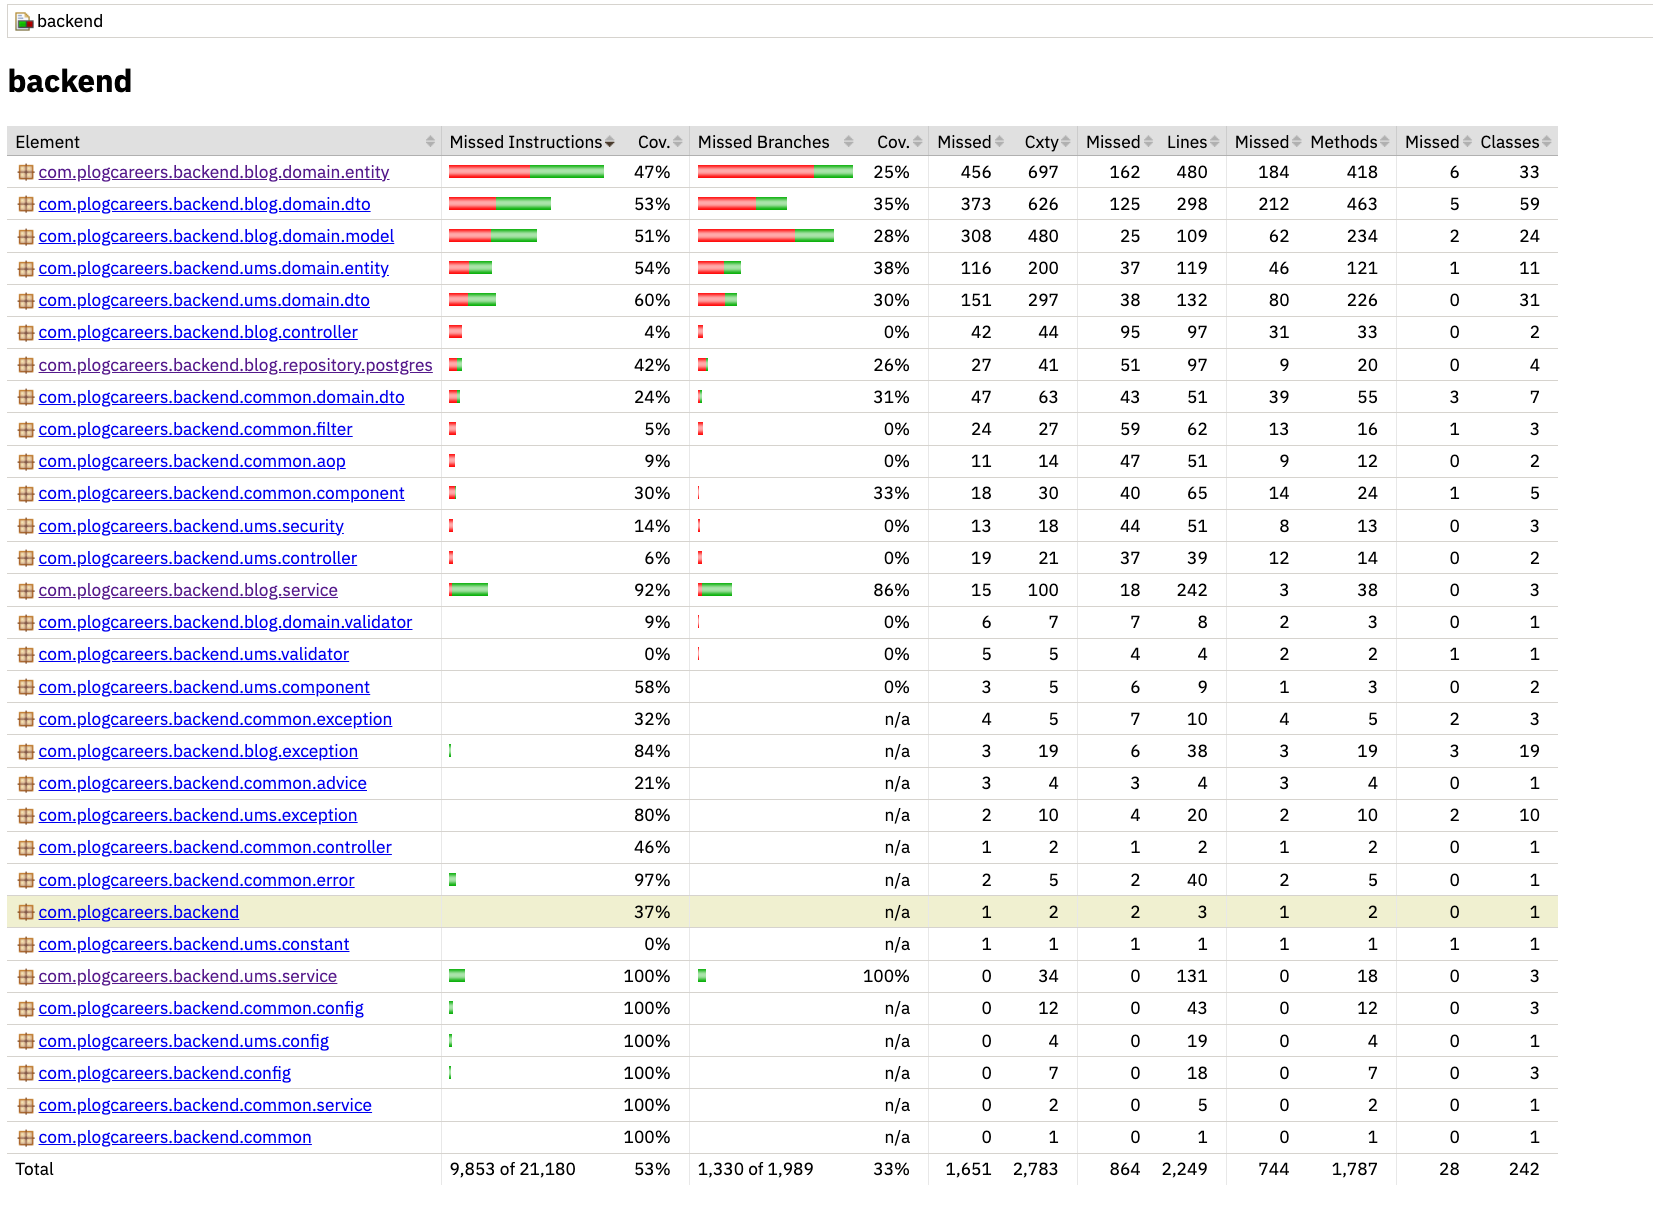 backend
backend
Element Missed Instructions Cov. Missed Branches Cov. Missed Cxty Missed Lines Missed Methods Missed Classes
com.plogcareers.backend.blog.domain.entity 47% 25% 456 697 162 480 184 418 6 33
com.plogcareers.backend.blog.domain.dto 53% 35% 373 626 125 298 212 463 5 59
com.plogcareers.backend.blog.domain.model 51% 28% 308 480 25 109 62 234 2 24
com.plogcareers.backend.ums.domain.entity 54% 38% 116 200 37 119 46 121 1 11
com.plogcareers.backend.ums.domain.dto 60% 30% 151 297 38 132 80 226 0 31
com.plogcareers.backend.blog.controller 4% 0% 42 44 95 97 31 33 0 2
com.plogcareers.backend.blog.repository.postgres 42% 26% 27 41 51 97 9 20 0 4
com.plogcareers.backend.common.domain.dto 24% 31% 47 63 43 51 39 55 3 7
com.plogcareers.backend.common.filter 5% 0% 24 27 59 62 13 16 1 3
com.plogcareers.backend.common.aop 9% 0% 11 14 47 51 9 12 0 2
com.plogcareers.backend.common.component 30% 33% 18 30 40 65 14 24 1 5
com.plogcareers.backend.ums.security 14% 0% 13 18 44 51 8 13 0 3
com.plogcareers.backend.ums.controller 6% 0% 19 21 37 39 12 14 0 2
com.plogcareers.backend.blog.service 92% 86% 15 100 18 242 3 38 0 3
com.plogcareers.backend.blog.domain.validator 9% 0% 6 7 7 8 2 3 0 1
com.plogcareers.backend.ums.validator 0% 0% 5 5 4 4 2 2 1 1
com.plogcareers.backend.ums.component 58% 0% 3 5 6 9 1 3 0 2
com.plogcareers.backend.common.exception 32% n/a 4 5 7 10 4 5 2 3
com.plogcareers.backend.blog.exception 84% n/a 3 19 6 38 3 19 3 19
com.plogcareers.backend.common.advice 21% n/a 3 4 3 4 3 4 0 1
com.plogcareers.backend.ums.exception 80% n/a 2 10 4 20 2 10 2 10
com.plogcareers.backend.common.controller 46% n/a 1 2 1 2 1 2 0 1
com.plogcareers.backend.common.error 97% n/a 2 5 2 40 2 5 0 1
com.plogcareers.backend 37% n/a 1 2 2 3 1 2 0 1
com.plogcareers.backend.ums.constant 0% n/a 1 1 1 1 1 1 1 1
com.plogcareers.backend.ums.service 100% 100% 0 34 0 131 0 18 0 3
com.plogcareers.backend.common.config 100% n/a 0 12 0 43 0 12 0 3
com.plogcareers.backend.ums.config 100% n/a 0 4 0 19 0 4 0 1
com.plogcareers.backend.config 100% n/a 0 7 0 18 0 7 0 3
com.plogcareers.backend.common.service 100% n/a 0 2 0 5 0 2 0 1
com.plogcareers.backend.common 100% n/a 0 1 0 1 0 1 0 1
Total 9,853 of 21,180 53% 1,330 of 1,989 33% 1,651 2,783 864 2,249 744 1,787 28 242